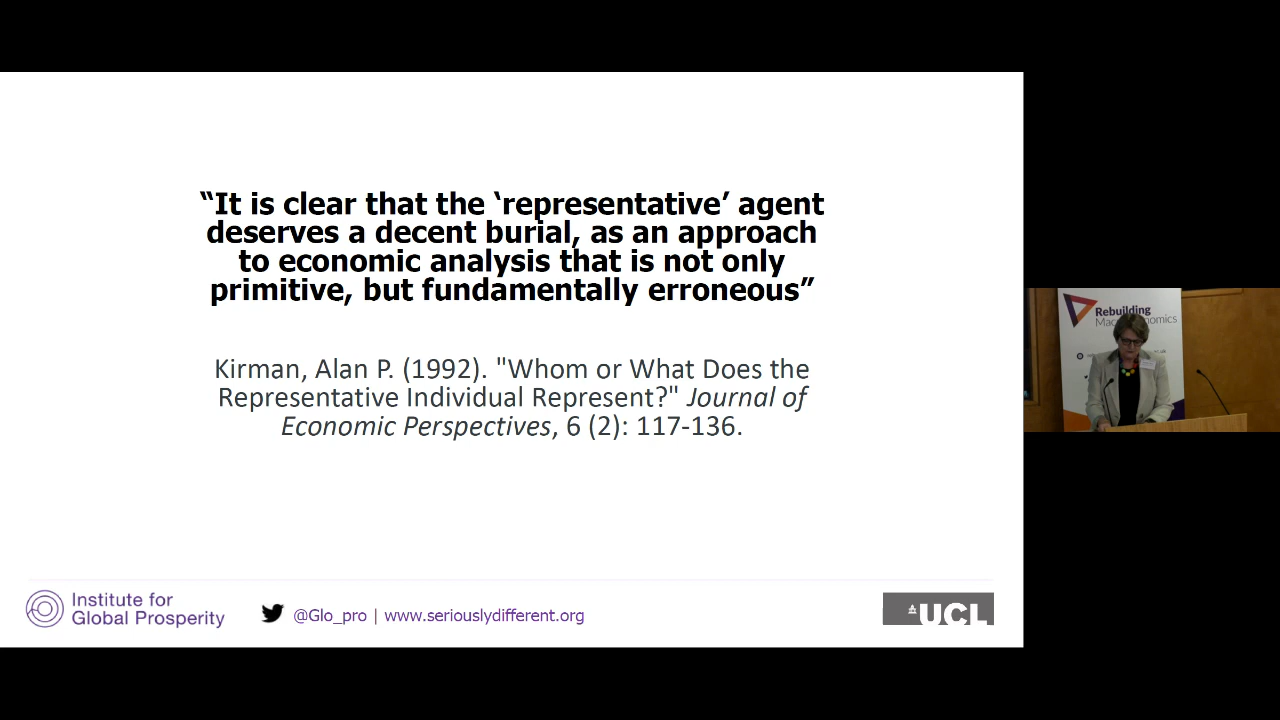 “It is clear that the ‘representative’ agent
deserves a decent burial, as an approach
to economic analysis that is not only
primitive, but fundamentally erroneous”
Kirman, Alan P. (1992). "Whom or What Does the
Representative Individual Represent?" Journal of
Economic Perspectives, 6 (2): 117-136.
Institute for
Global Prosperity
@Glo_pro | www.seriouslydifferent.org
UCL
Rebuilding